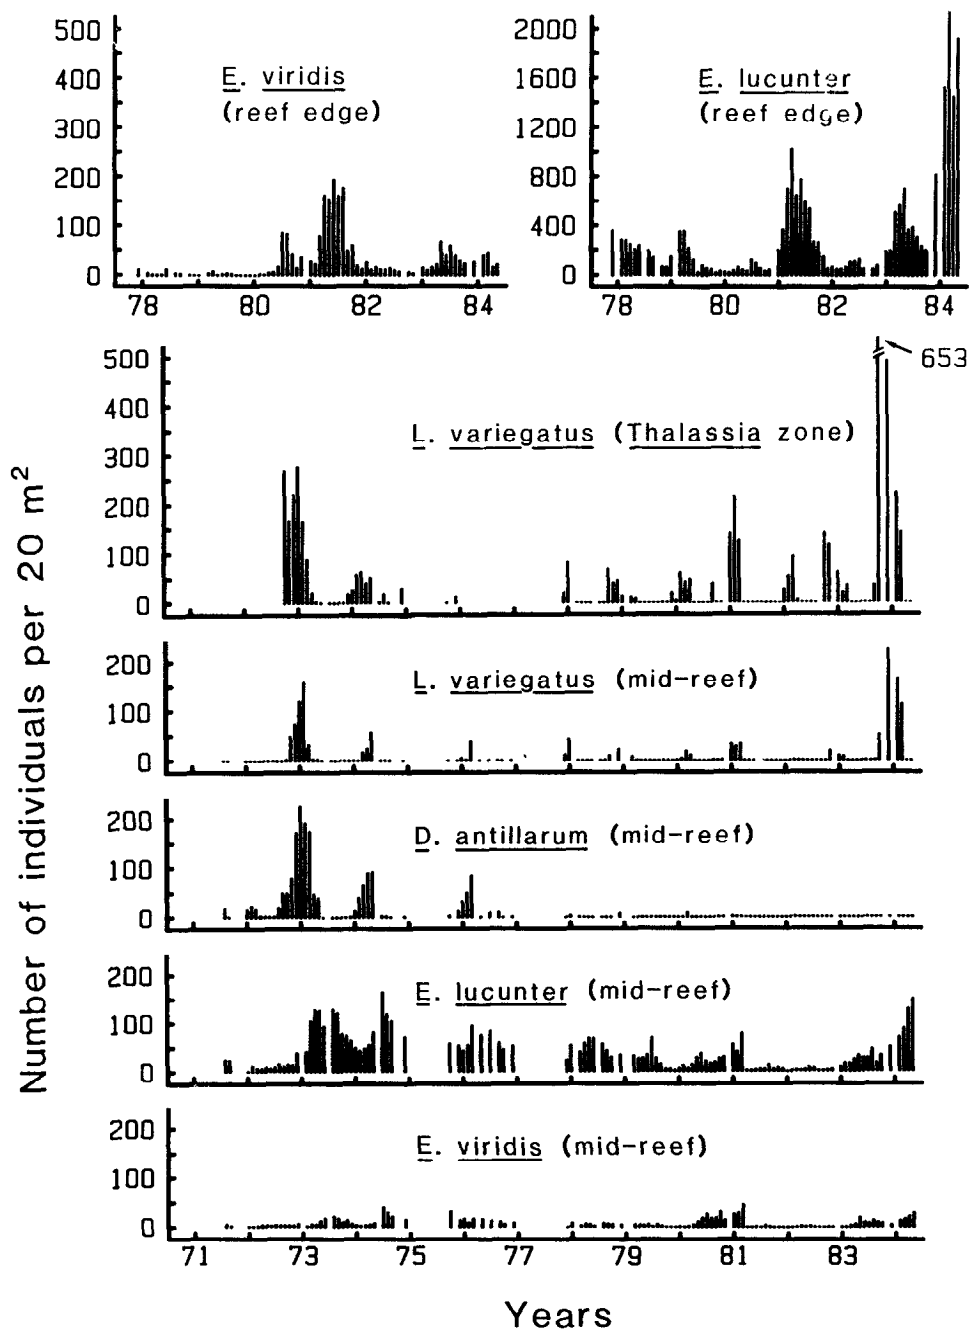 500
400
300
200
100
0
E. viridis
(reef edge)
78 80 82 84
2000
1600
1200
800
400
0
E. lucunter
(reef edge)
78 80 82 84
Number of individuals per 20 m²
500
400
300
200
100
0
L. variegatus (Thalassia zone)
653
200
100
0
L. variegatus (mid-reef)
200
100
0
D. antillarum (mid-reef)
200
100
0
E. lucunter (mid-reef)
200
100
0
E. viridis (mid-reef)
71 73 75 77 79 81 83
Years